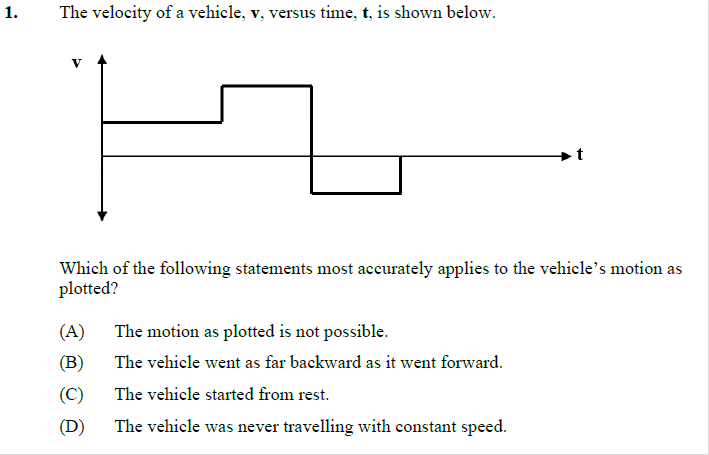 1. The velocity of a vehicle, v, versus time, t, is shown below.
v
t
Which of the following statements most accurately applies to the vehicle's motion as
plotted?
(A) The motion as plotted is not possible.
(B) The vehicle went as far backward as it went forward.
(C) The vehicle started from rest.
(D) The vehicle was never travelling with constant speed.